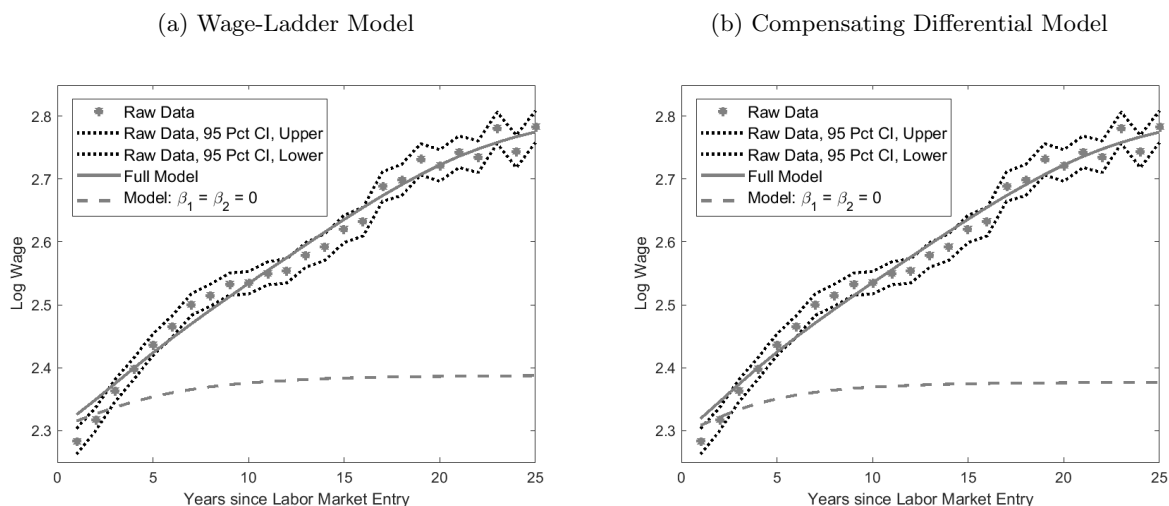 (a) Wage-Ladder Model
2.8
2.7
2.6
2.5
2.4
2.3
Log Wage
Raw Data
Raw Data, 95 Pct CI, Upper
Raw Data, 95 Pct CI, Lower
Full Model
Model: β₁ = β₂ = 0
0 5 10 15 20 25
Years since Labor Market Entry
(b) Compensating Differential Model
2.8
2.7
2.6
2.5
2.4
2.3
Log Wage
Raw Data
Raw Data, 95 Pct CI, Upper
Raw Data, 95 Pct CI, Lower
Full Model
Model: β₁ = β₂ = 0
0 5 10 15 20 25
Years since Labor Market Entry